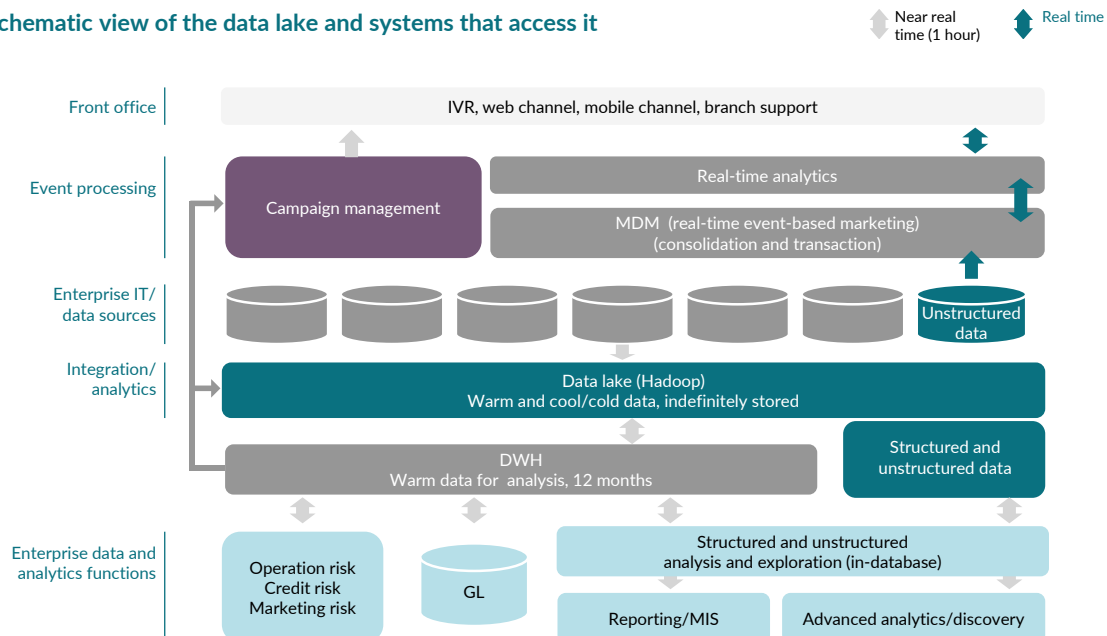 chematic view of the data lake and systems that access it
Near real
time (1 hour)
Real time
Front office
IVR, web channel, mobile channel, branch support
Event processing
Campaign management
Real-time analytics
MDM (real-time event-based marketing)
(consolidation and transaction)
Enterprise IT/
data sources
Unstructured
data
Integration/
analytics
Data lake (Hadoop)
Warm and cool/cold data, indefinitely stored
DWH
Warm data for analysis, 12 months
Structured and
unstructured data
Enterprise data and
analytics functions
Operation risk
Credit risk
Marketing risk
GL
Structured and unstructured
analysis and exploration (in-database)
Reporting/MIS
Advanced analytics/discovery